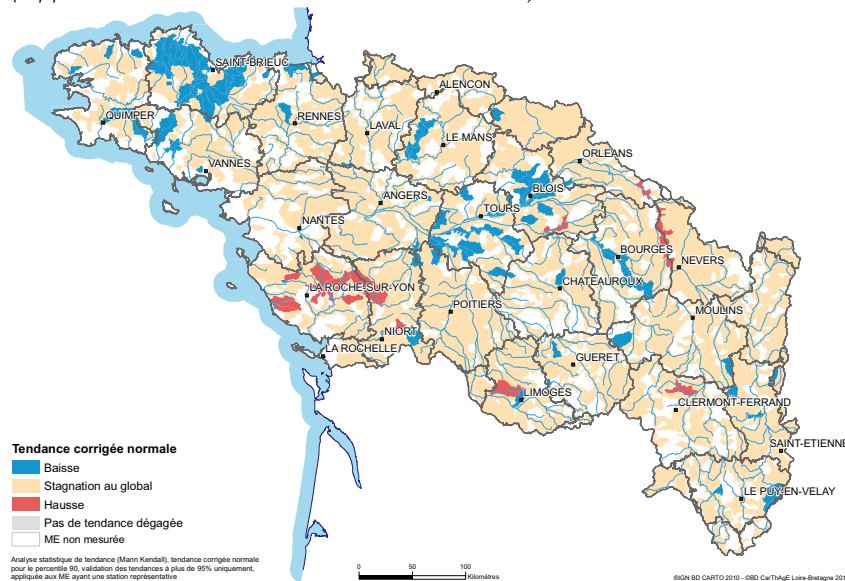 SAINT-BRIEUC
ALENCON
QUIMPER
RENNES
LAVAL
LE MANS
ORLEANS
VANNES
BLOIS
ANGERS
TOURS
NANTES
BOURGES
NEVERS
LA ROCHE-SUR-YON
CHATEAUROUX
POITIERS
MOULINS
NIORT
LA ROCHELLE
GUERET
LIMOGES
CLERMONT-FERRAND
SAINT-ETIENNE
LE PUY-EN-VELAY
Tendance corrigée normale
Baisse
Stagnation au global
Hausse
Pas de tendance dégagée
ME non mesurée
Analyse statistique de tendance (Mann Kendall), tendance corrigée normale
pour le percentile 90, validation des tendances à plus de 95% uniquement,
appliquée aux ME ayant une station représentative
0 50 100
Kilomètres
©IGN BD CARTO 2010 - ©BD CarThAgE Loire-Bretagne 201